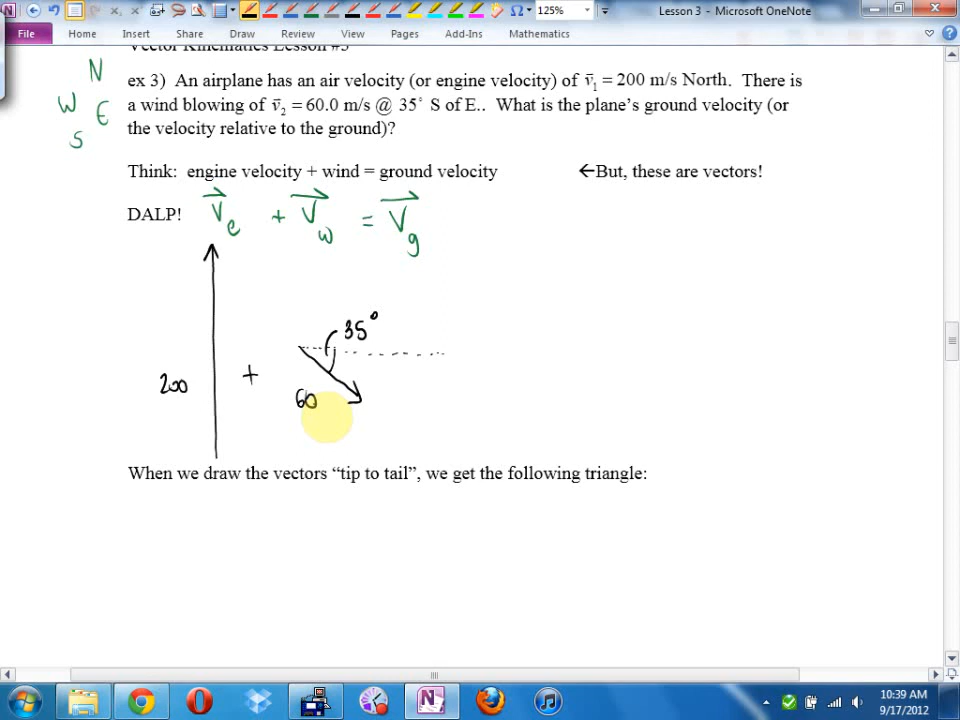 125%
Lesson 3 - Microsoft OneNote
File Home Insert Share Draw Review View Pages Add-Ins Mathematics
Vector Kinematics Lesson #3
N
W E
S
ex 3) An airplane has an air velocity (or engine velocity) of v̄₁ = 200 m/s North. There is
a wind blowing of v̄₂ = 60.0 m/s @ 35° S of E.. What is the plane's ground velocity (or
the velocity relative to the ground)?
Think: engine velocity + wind = ground velocity ←But, these are vectors!
DALP! V⃗e + V⃗w = V⃗g
35°
200 + 60
When we draw the vectors “tip to tail”, we get the following triangle:
10:39 AM
9/17/2012